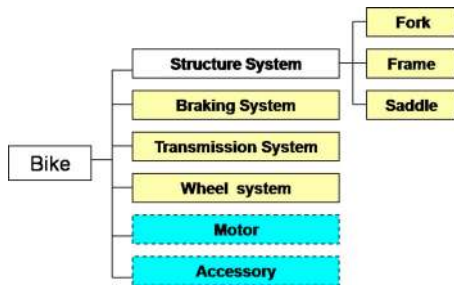 Fork
Structure System
Frame
Braking System
Saddle
Transmission System
Bike
Wheel system
Motor
Accessory